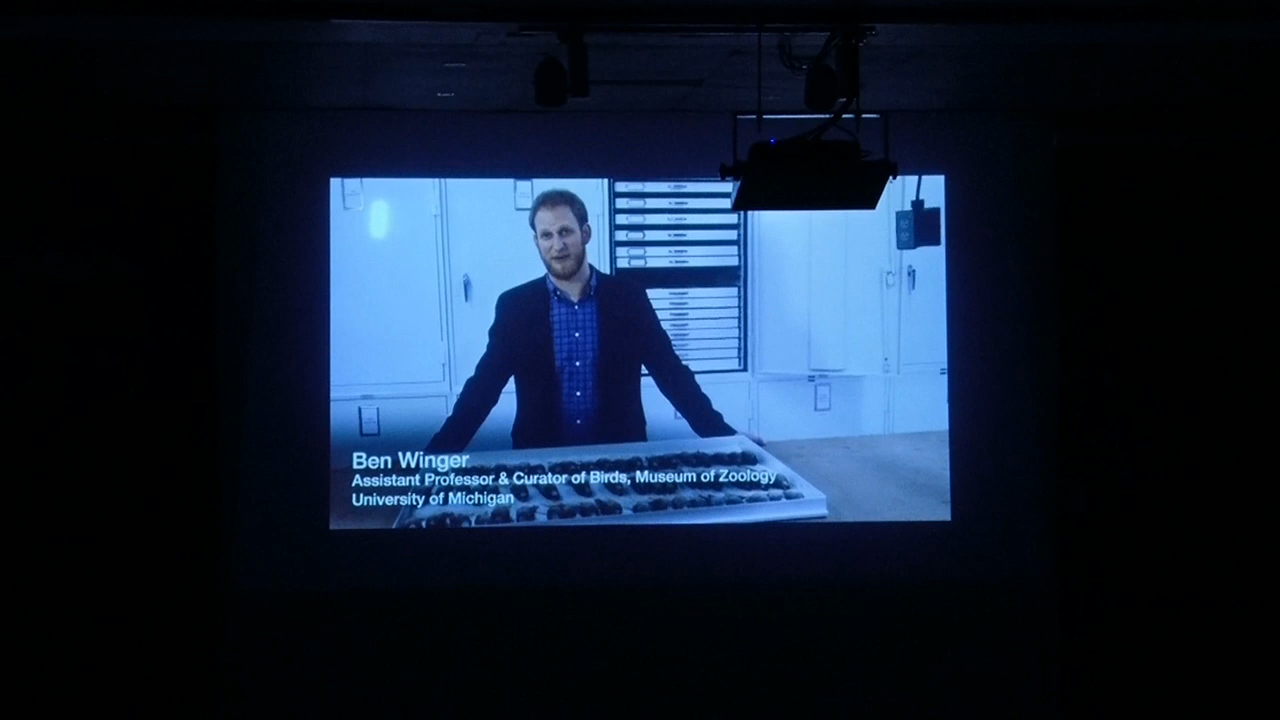 Ben Winger
Assistant Professor & Curator of Birds, Museum of Zoology
University of Michigan